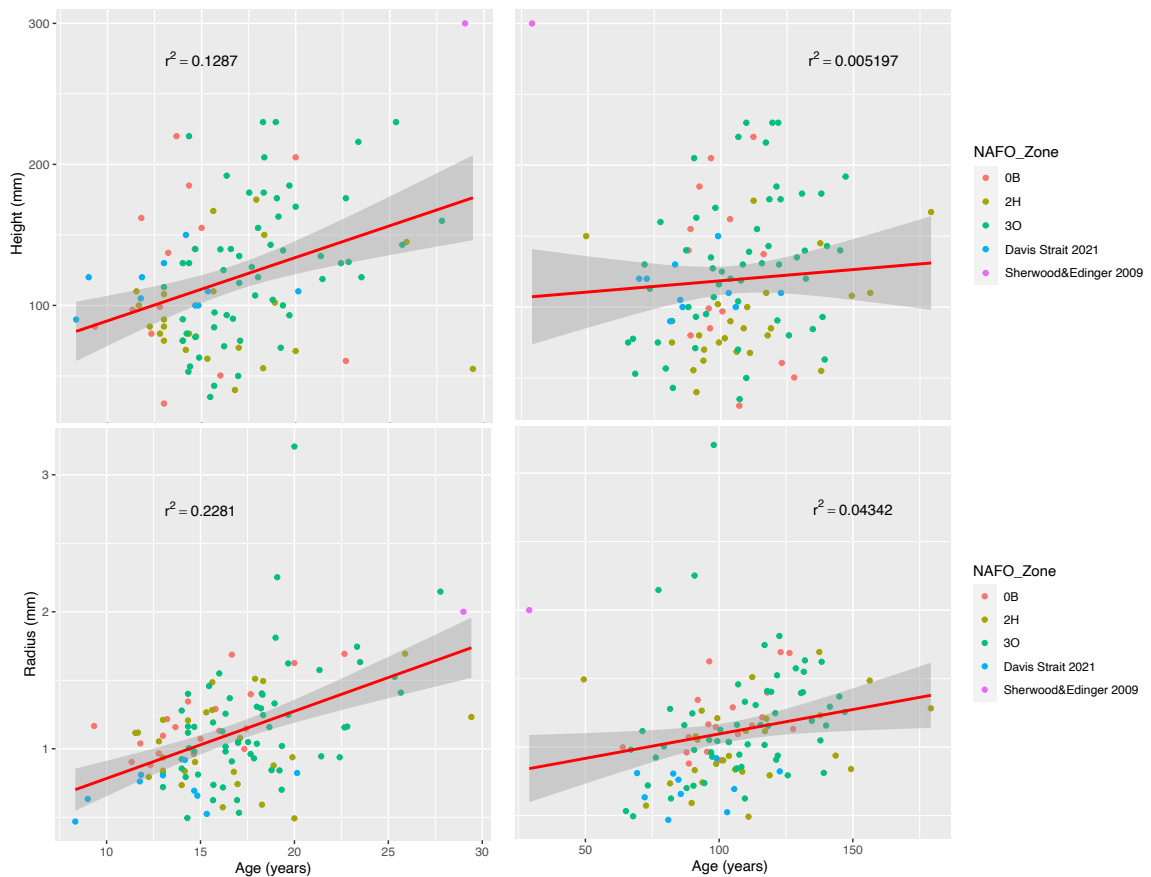 300
200
100
Height (mm)
r² = 0.1287
r² = 0.005197
NAFO_Zone
0B
2H
3O
Davis Strait 2021
Sherwood&Edinger 2009
3
2
1
Radius (mm)
r² = 0.2281
r² = 0.04342
NAFO_Zone
0B
2H
3O
Davis Strait 2021
Sherwood&Edinger 2009
10 15 20 25 30
Age (years)
50 100 150
Age (years)